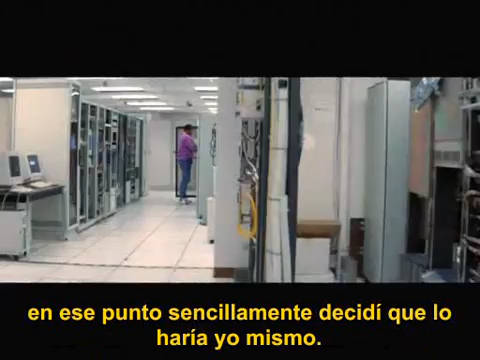 en ese punto sencillamente decidí que lo
haría yo mismo.